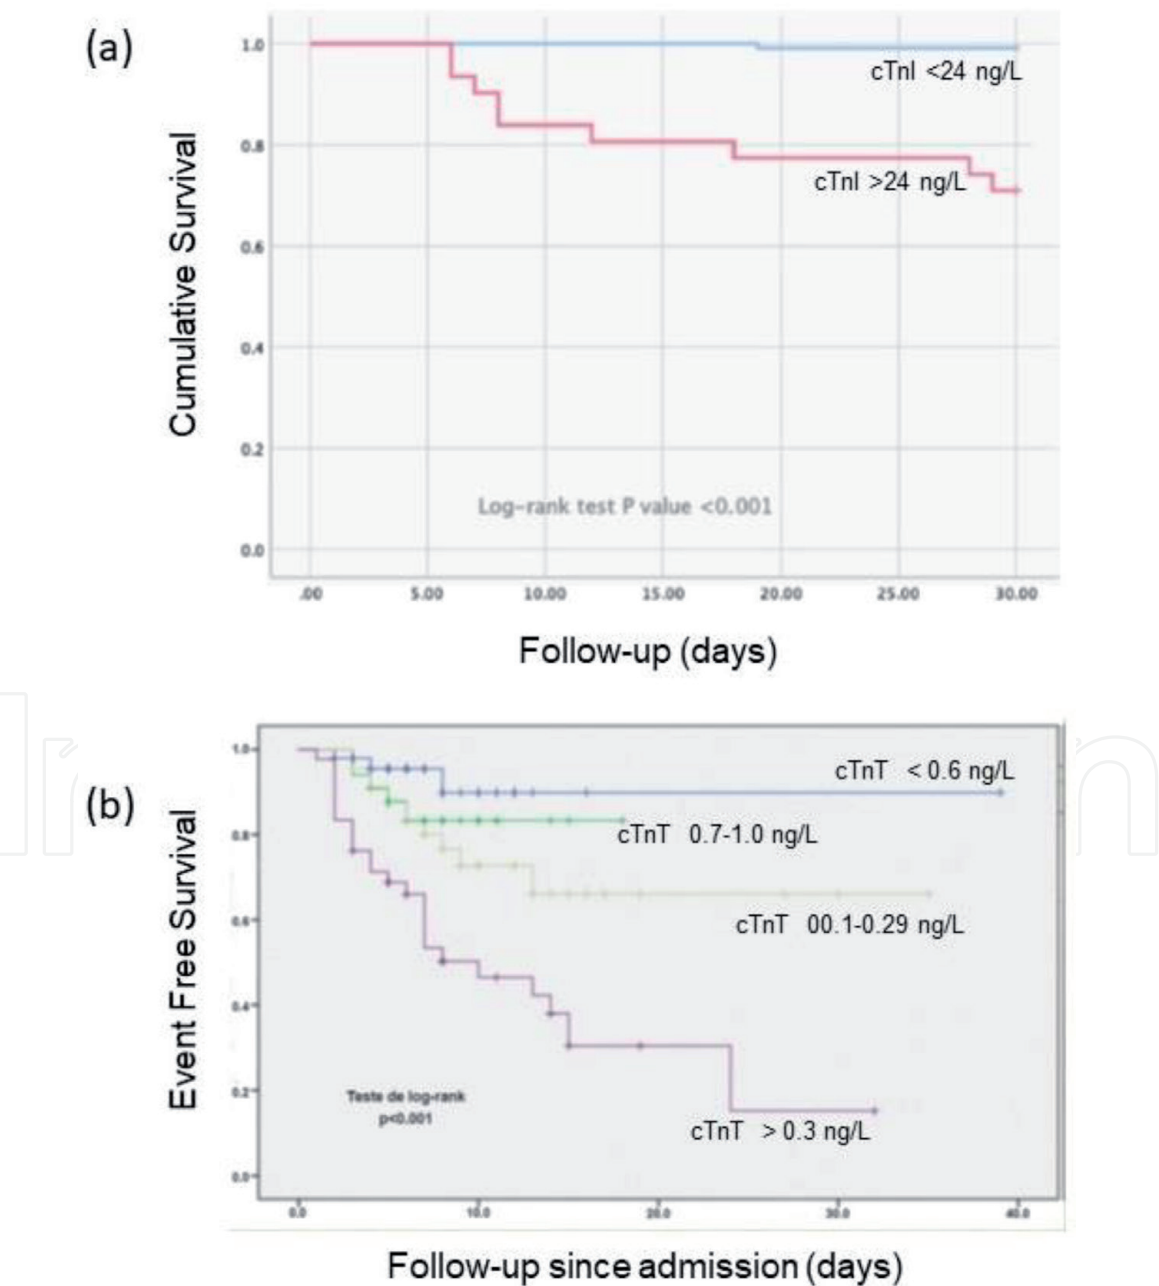 (a)
Cumulative Survival
1.0
0.8
0.6
0.4
0.2
0.0
cTnI <24 ng/L
cTnI >24 ng/L
Log-rank test P value <0.001
.00 5.00 10.00 15.00 20.00 25.00 30.00
Follow-up (days)
(b)
Event Free Survival
1.0
0.8
0.6
0.4
0.2
0.0
cTnT < 0.6 ng/L
cTnT 0.7-1.0 ng/L
cTnT 00.1-0.29 ng/L
cTnT > 0.3 ng/L
Teste de log-rank
p<0.001
0.0 10.0 20.0 30.0 40.0
Follow-up since admission (days)